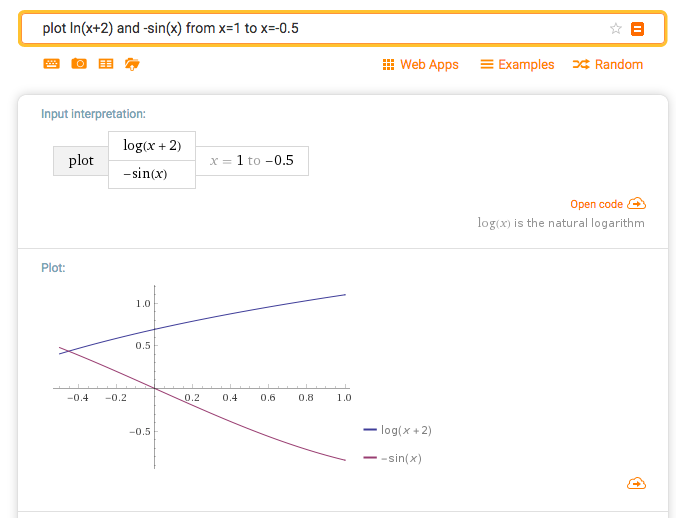 plot ln(x+2) and -sin(x) from x=1 to x=-0.5
Web Apps Examples Random
Input interpretation:
plot
log(x + 2)
−sin(x)
x = 1 to −0.5
Open code
log(x) is the natural logarithm
Plot:
1.0
0.5
−0.4 −0.2 0.2 0.4 0.6 0.8 1.0
−0.5
log(x + 2)
−sin(x)